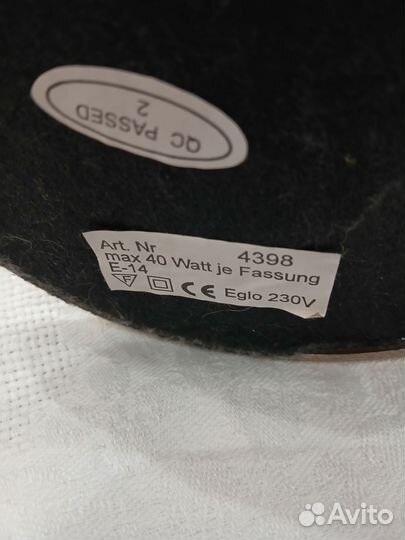 QC PASSED
2
Art. Nr 4398
max 40 Watt je Fassung
E-14
F CE Eglo 230V
Avito